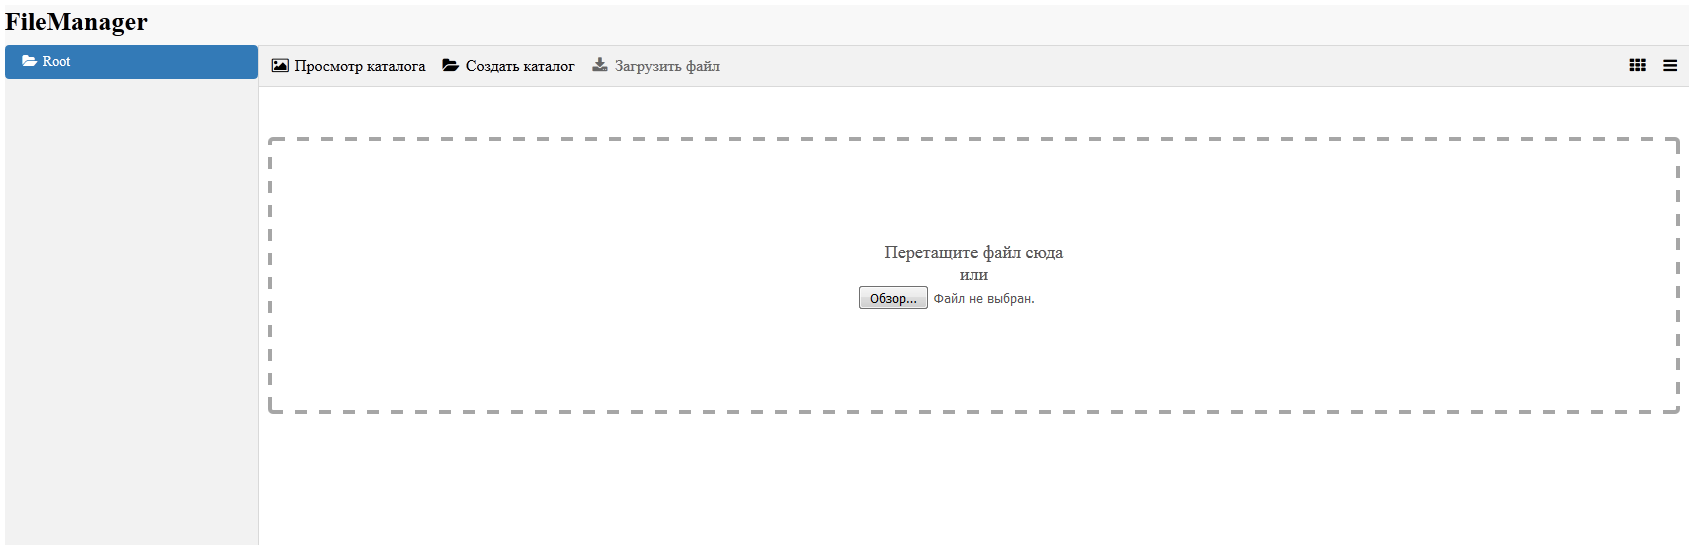 FileManager
Root
Просмотр каталога Создать каталог Загрузить файл
Перетащите файл сюда
или
Обзор... Файл не выбран.